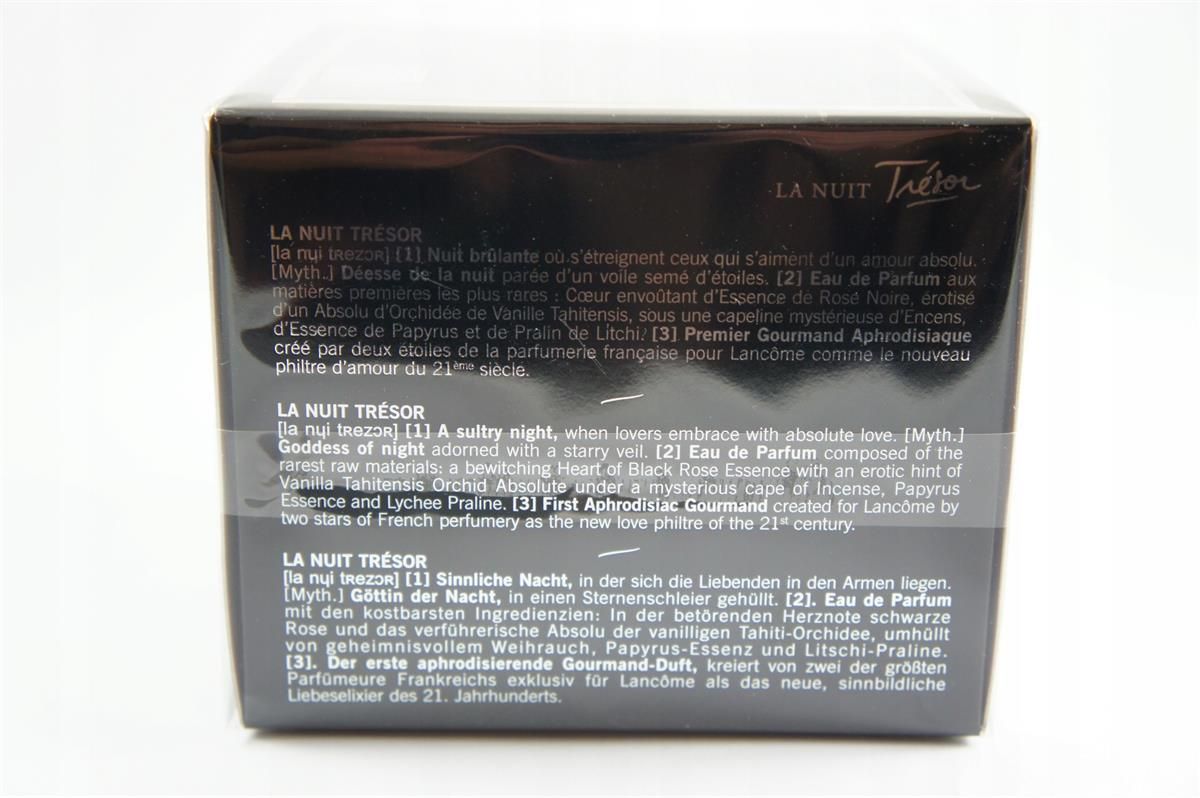 LA NUIT Trésor
LA NUIT TRÉSOR
[la nɥi tʀezɔʀ] [1] Nuit brûlante où s'étreignent ceux qui s'aiment d'un amour absolu.
[Myth.] Déesse de la nuit parée d'un voile semé d'étoiles. [2] Eau de Parfum aux
matières premières les plus rares : Cœur envoûtant d'Essence de Rose Noire, érotisé
d'un Absolu d'Orchidée de Vanille Tahitensis, sous une capeline mystérieuse d'Encens,
d'Essence de Papyrus et de Pralin de Litchi. [3] Premier Gourmand Aphrodisiaque
créé par deux étoiles de la parfumerie française pour Lancôme comme le nouveau
philtre d'amour du 21ème siècle.
LA NUIT TRÉSOR
[la nɥi tʀezɔʀ] [1] A sultry night, when lovers embrace with absolute love. [Myth.]
Goddess of night adorned with a starry veil. [2] Eau de Parfum composed of the
rarest raw materials: a bewitching Heart of Black Rose Essence with an erotic hint of
Vanilla Tahitensis Orchid Absolute under a mysterious cape of Incense, Papyrus
Essence and Lychee Praline. [3] First Aphrodisiac Gourmand created for Lancôme by
two stars of French perfumery as the new love philtre of the 21st century.
LA NUIT TRÉSOR
[la nɥi tʀezɔʀ] [1] Sinnliche Nacht, in der sich die Liebenden in den Armen liegen.
[Myth.] Göttin der Nacht, in einen Sternenschleier gehüllt. [2]. Eau de Parfum
mit den kostbarsten Ingredienzien: In der betörenden Herznote schwarze
Rose und das verführerische Absolu der vanilligen Tahiti-Orchidee, umhüllt
von geheimnisvollem Weihrauch, Papyrus-Essenz und Litschi-Praline.
[3]. Der erste aphrodisierende Gourmand-Duft, kreiert von zwei der größten
Parfümeure Frankreichs exklusiv für Lancôme als das neue, sinnbildliche
Liebeselixier des 21. Jahrhunderts.